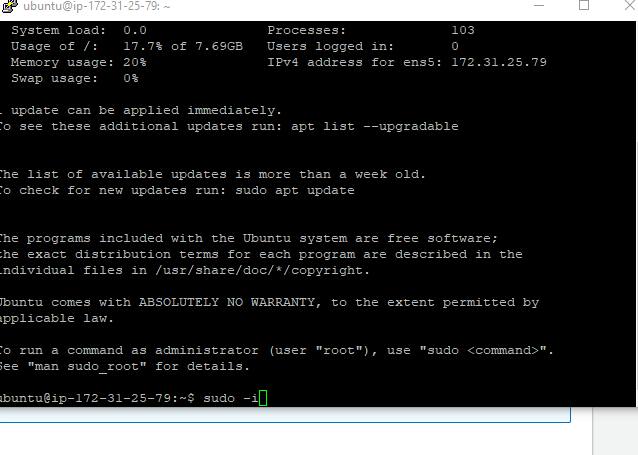 ubuntu@ip-172-31-25-79: ~
System load: 0.0 Processes: 103
Usage of /: 17.7% of 7.69GB Users logged in: 0
Memory usage: 20% IPv4 address for ens5: 172.31.25.79
Swap usage: 0%
1 update can be applied immediately.
To see these additional updates run: apt list --upgradable
The list of available updates is more than a week old.
To check for new updates run: sudo apt update
The programs included with the Ubuntu system are free software;
the exact distribution terms for each program are described in the
individual files in /usr/share/doc/*/copyright.
Ubuntu comes with ABSOLUTELY NO WARRANTY, to the extent permitted by
applicable law.
To run a command as administrator (user "root"), use "sudo <command>".
See "man sudo_root" for details.
ubuntu@ip-172-31-25-79:~$ sudo -i